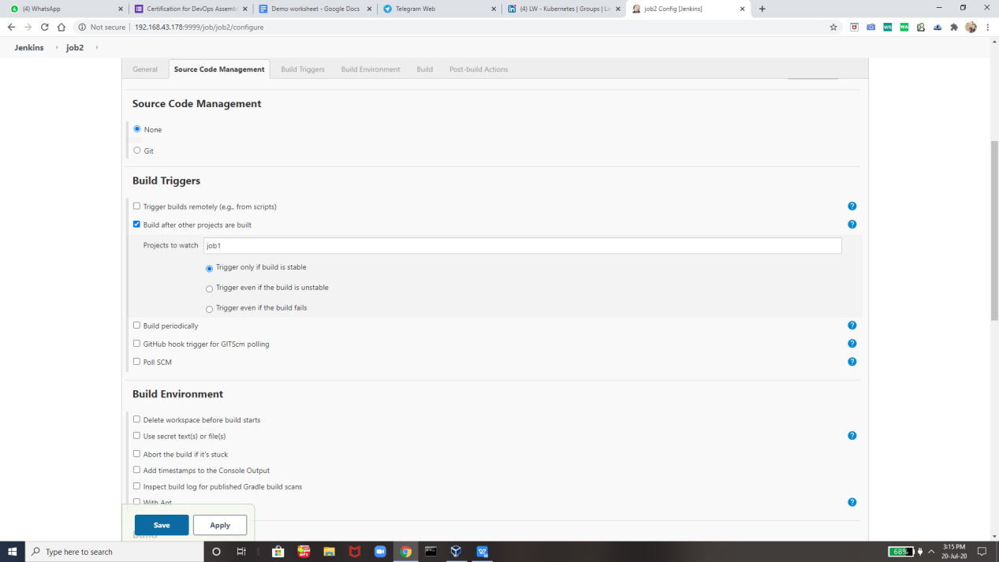 (4) WhatsApp
Certification for DevOps Assembl
Demo worksheet - Google Docs
Telegram Web
(4) LW - Kubernetes | Groups | Li
job2 Config [Jenkins]
Not secure | 192.168.43.178:9999/job/job2/configure
Jenkins job2
General Source Code Management Build Triggers Build Environment Build Post-build Actions
Source Code Management
None
Git
Build Triggers
Trigger builds remotely (e.g., from scripts)
Build after other projects are built
Projects to watch job1
Trigger only if build is stable
Trigger even if the build is unstable
Trigger even if the build fails
Build periodically
GitHub hook trigger for GITScm polling
Poll SCM
Build Environment
Delete workspace before build starts
Use secret text(s) or file(s)
Abort the build if it's stuck
Add timestamps to the Console Output
Inspect build log for published Gradle build scans
With Ant
Save Apply
Build
Type here to search
68%
3:15 PM
20-Jul-20